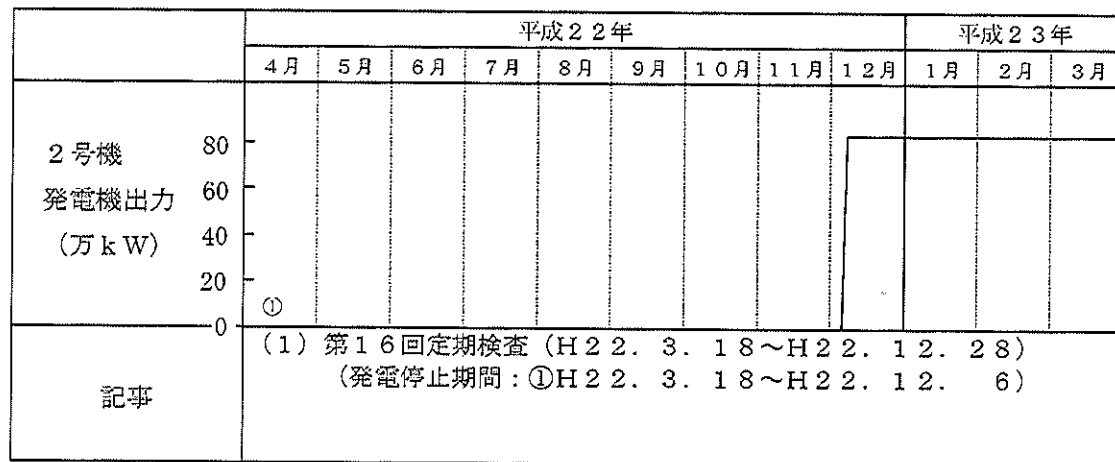 平成２２年 平成２３年
４月 ５月 ６月 ７月 ８月 ９月 １０月 １１月 １２月 １月 ２月 ３月
２号機
発電機出力
（万ｋＷ）
80
60
40
20
0
①
（１）第１６回定期検査（Ｈ２２．３．１８～Ｈ２２．１２．２８）
（発電停止期間：①Ｈ２２．３．１８～Ｈ２２．１２．　６）
記事